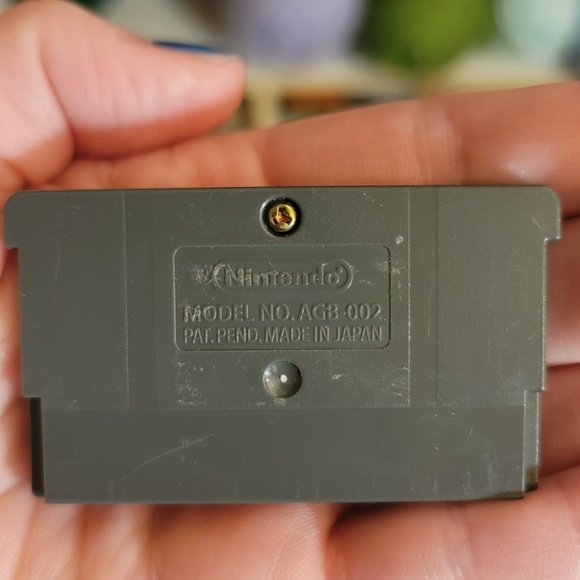 Nintendo®
MODEL NO. AGB-002
PAT. PEND. MADE IN JAPAN